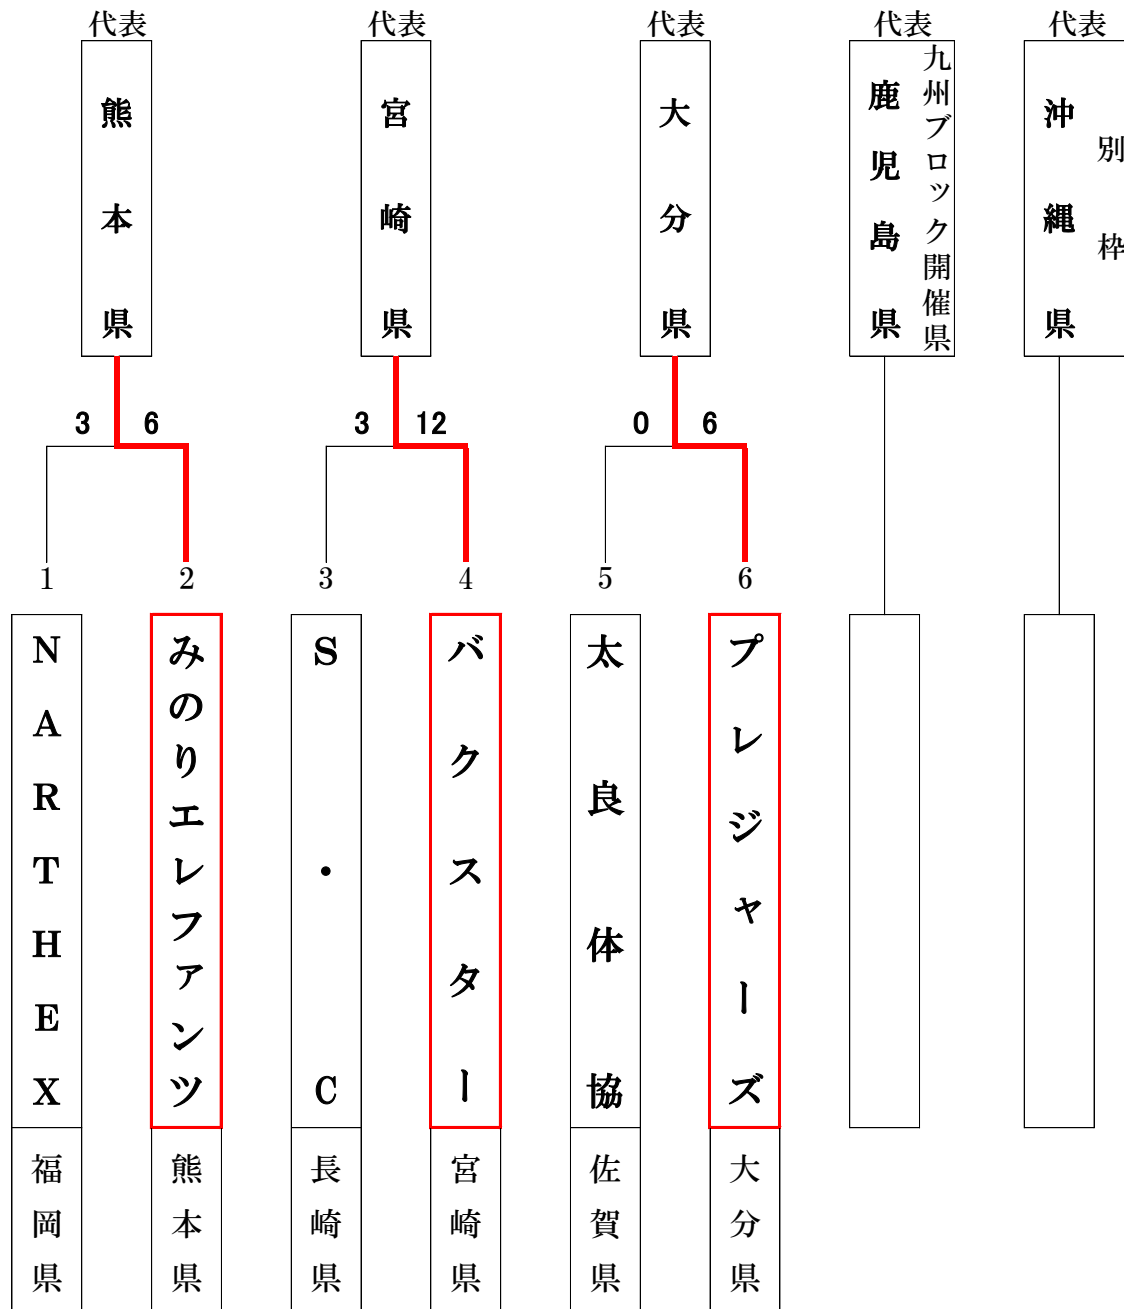 代表
代表
代表
代表
代表
熊本県
宮崎県
大分県
鹿児島県
九州ブロック開催県
沖縄県
別枠
3 6
3 12
0 6
1
2
3
4
5
6
NARTHEX
みのりエレファンツ
S・C
バクスター
太良体協
プレジャーズ
福岡県
熊本県
長崎県
宮崎県
佐賀県
大分県